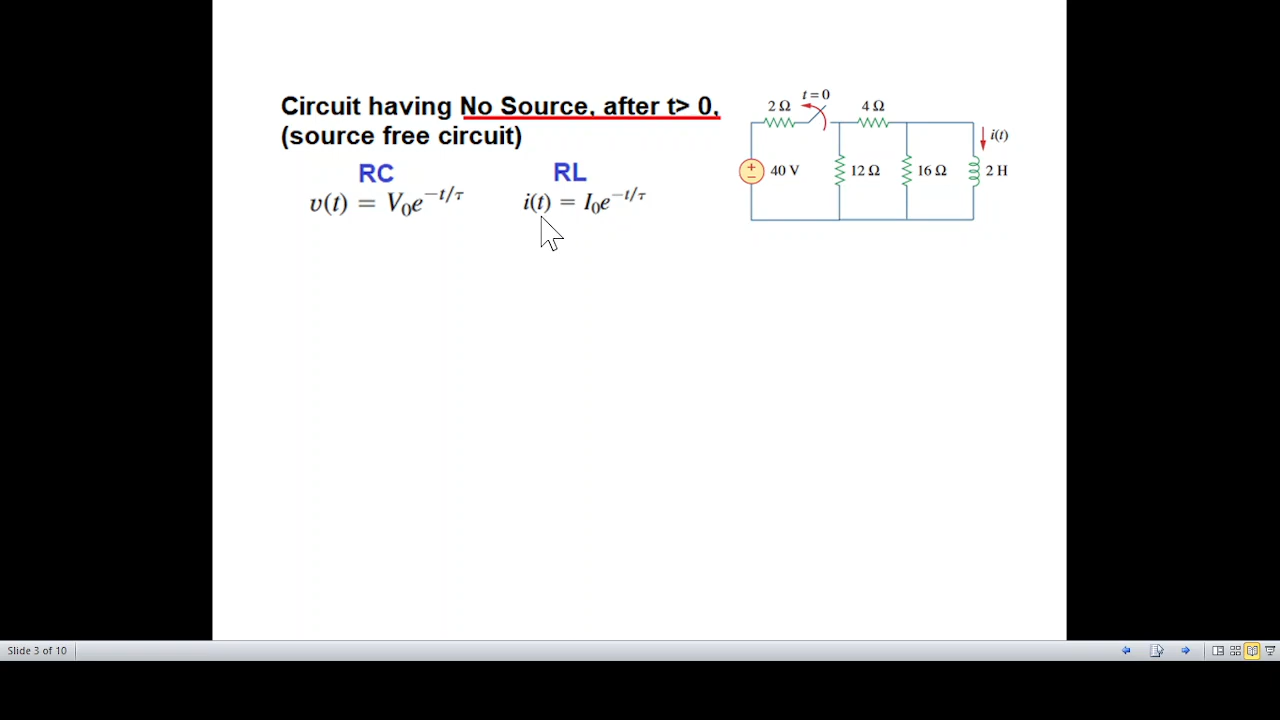 Circuit having No Source, after t> 0,
(source free circuit)
RC
v(t) = V₀e^{−t/τ}
RL
i(t) = I₀e^{−t/τ}
t = 0
2 Ω
4 Ω
i(t)
+
−
40 V
12 Ω
16 Ω
2 H
Slide 3 of 10